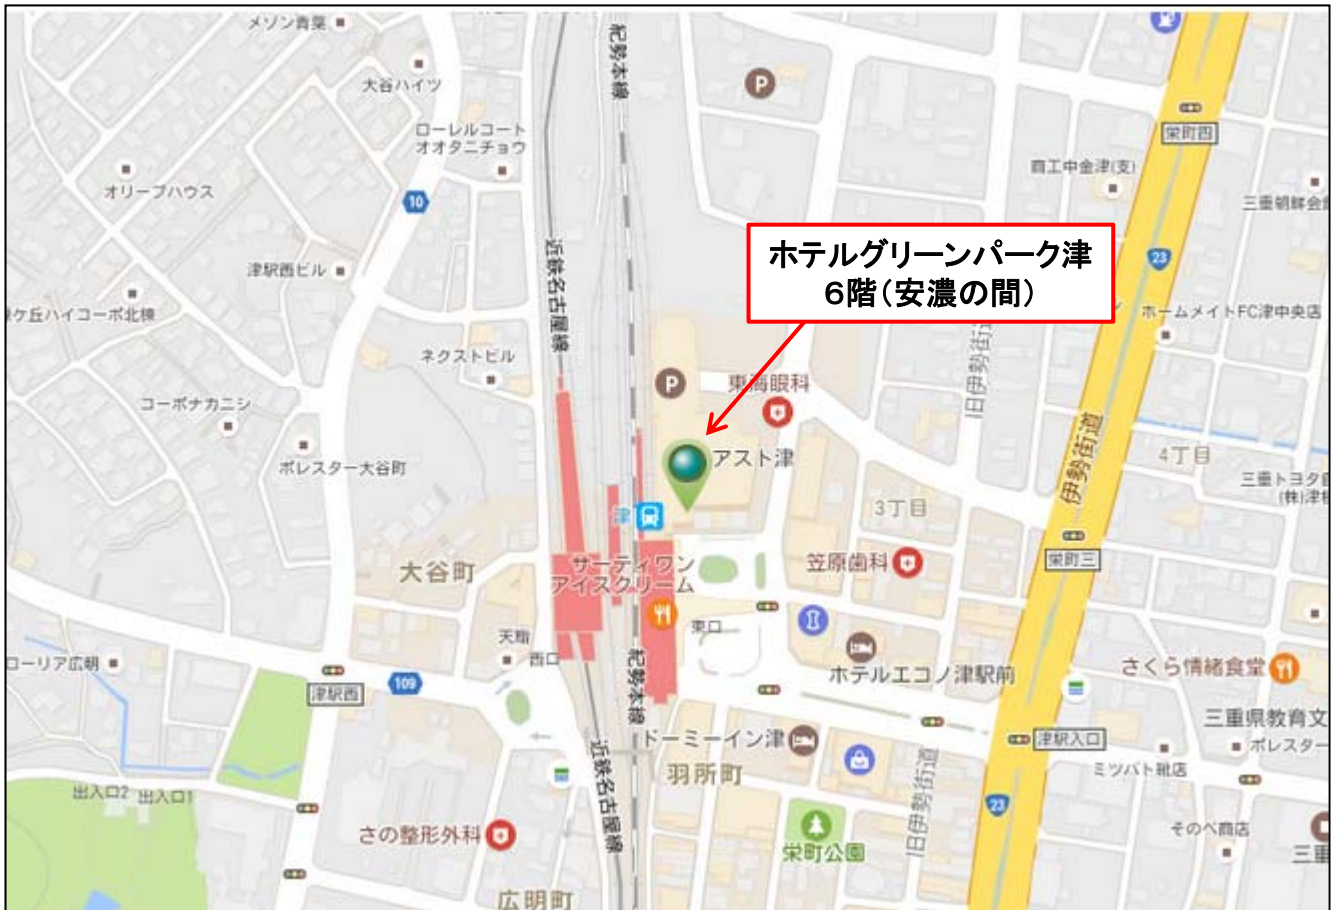 メゾン青葉
大谷ハイツ
紀勢本線
P
栄町四
ローレルコート
オオタニチョウ
商工中金津(支)
オリーブハウス
10
三重朝鮮会館
ホテルグリーンパーク津
6階(安濃の間)
23
近鉄名古屋線
津駅西ビル
ケ丘ハイコーポ北棟
ホームメイトFC津中央店
旧伊勢街道
ネクストビル
P
東海眼科
コーポナカニシ
ポレスター大谷町
アスト津
伊勢街道
4丁目
三重トヨタ自
(株)津
3丁目
津
栄町三
大谷町
サーティワン
アイスクリーム
笠原歯科
東口
天粕
西口
ローリア広明
109
津駅西
紀勢本線
ホテルエコノ津駅前
さくら情緒食堂
三重県教育文
ポレスター
津駅入口
ドーミーイン津
羽所町
ミツバト靴店
近鉄名古屋線
旧伊勢街道
23
出入口2
出入口1
さの整形外科
栄町公園
そのべ商店
三重
広明町